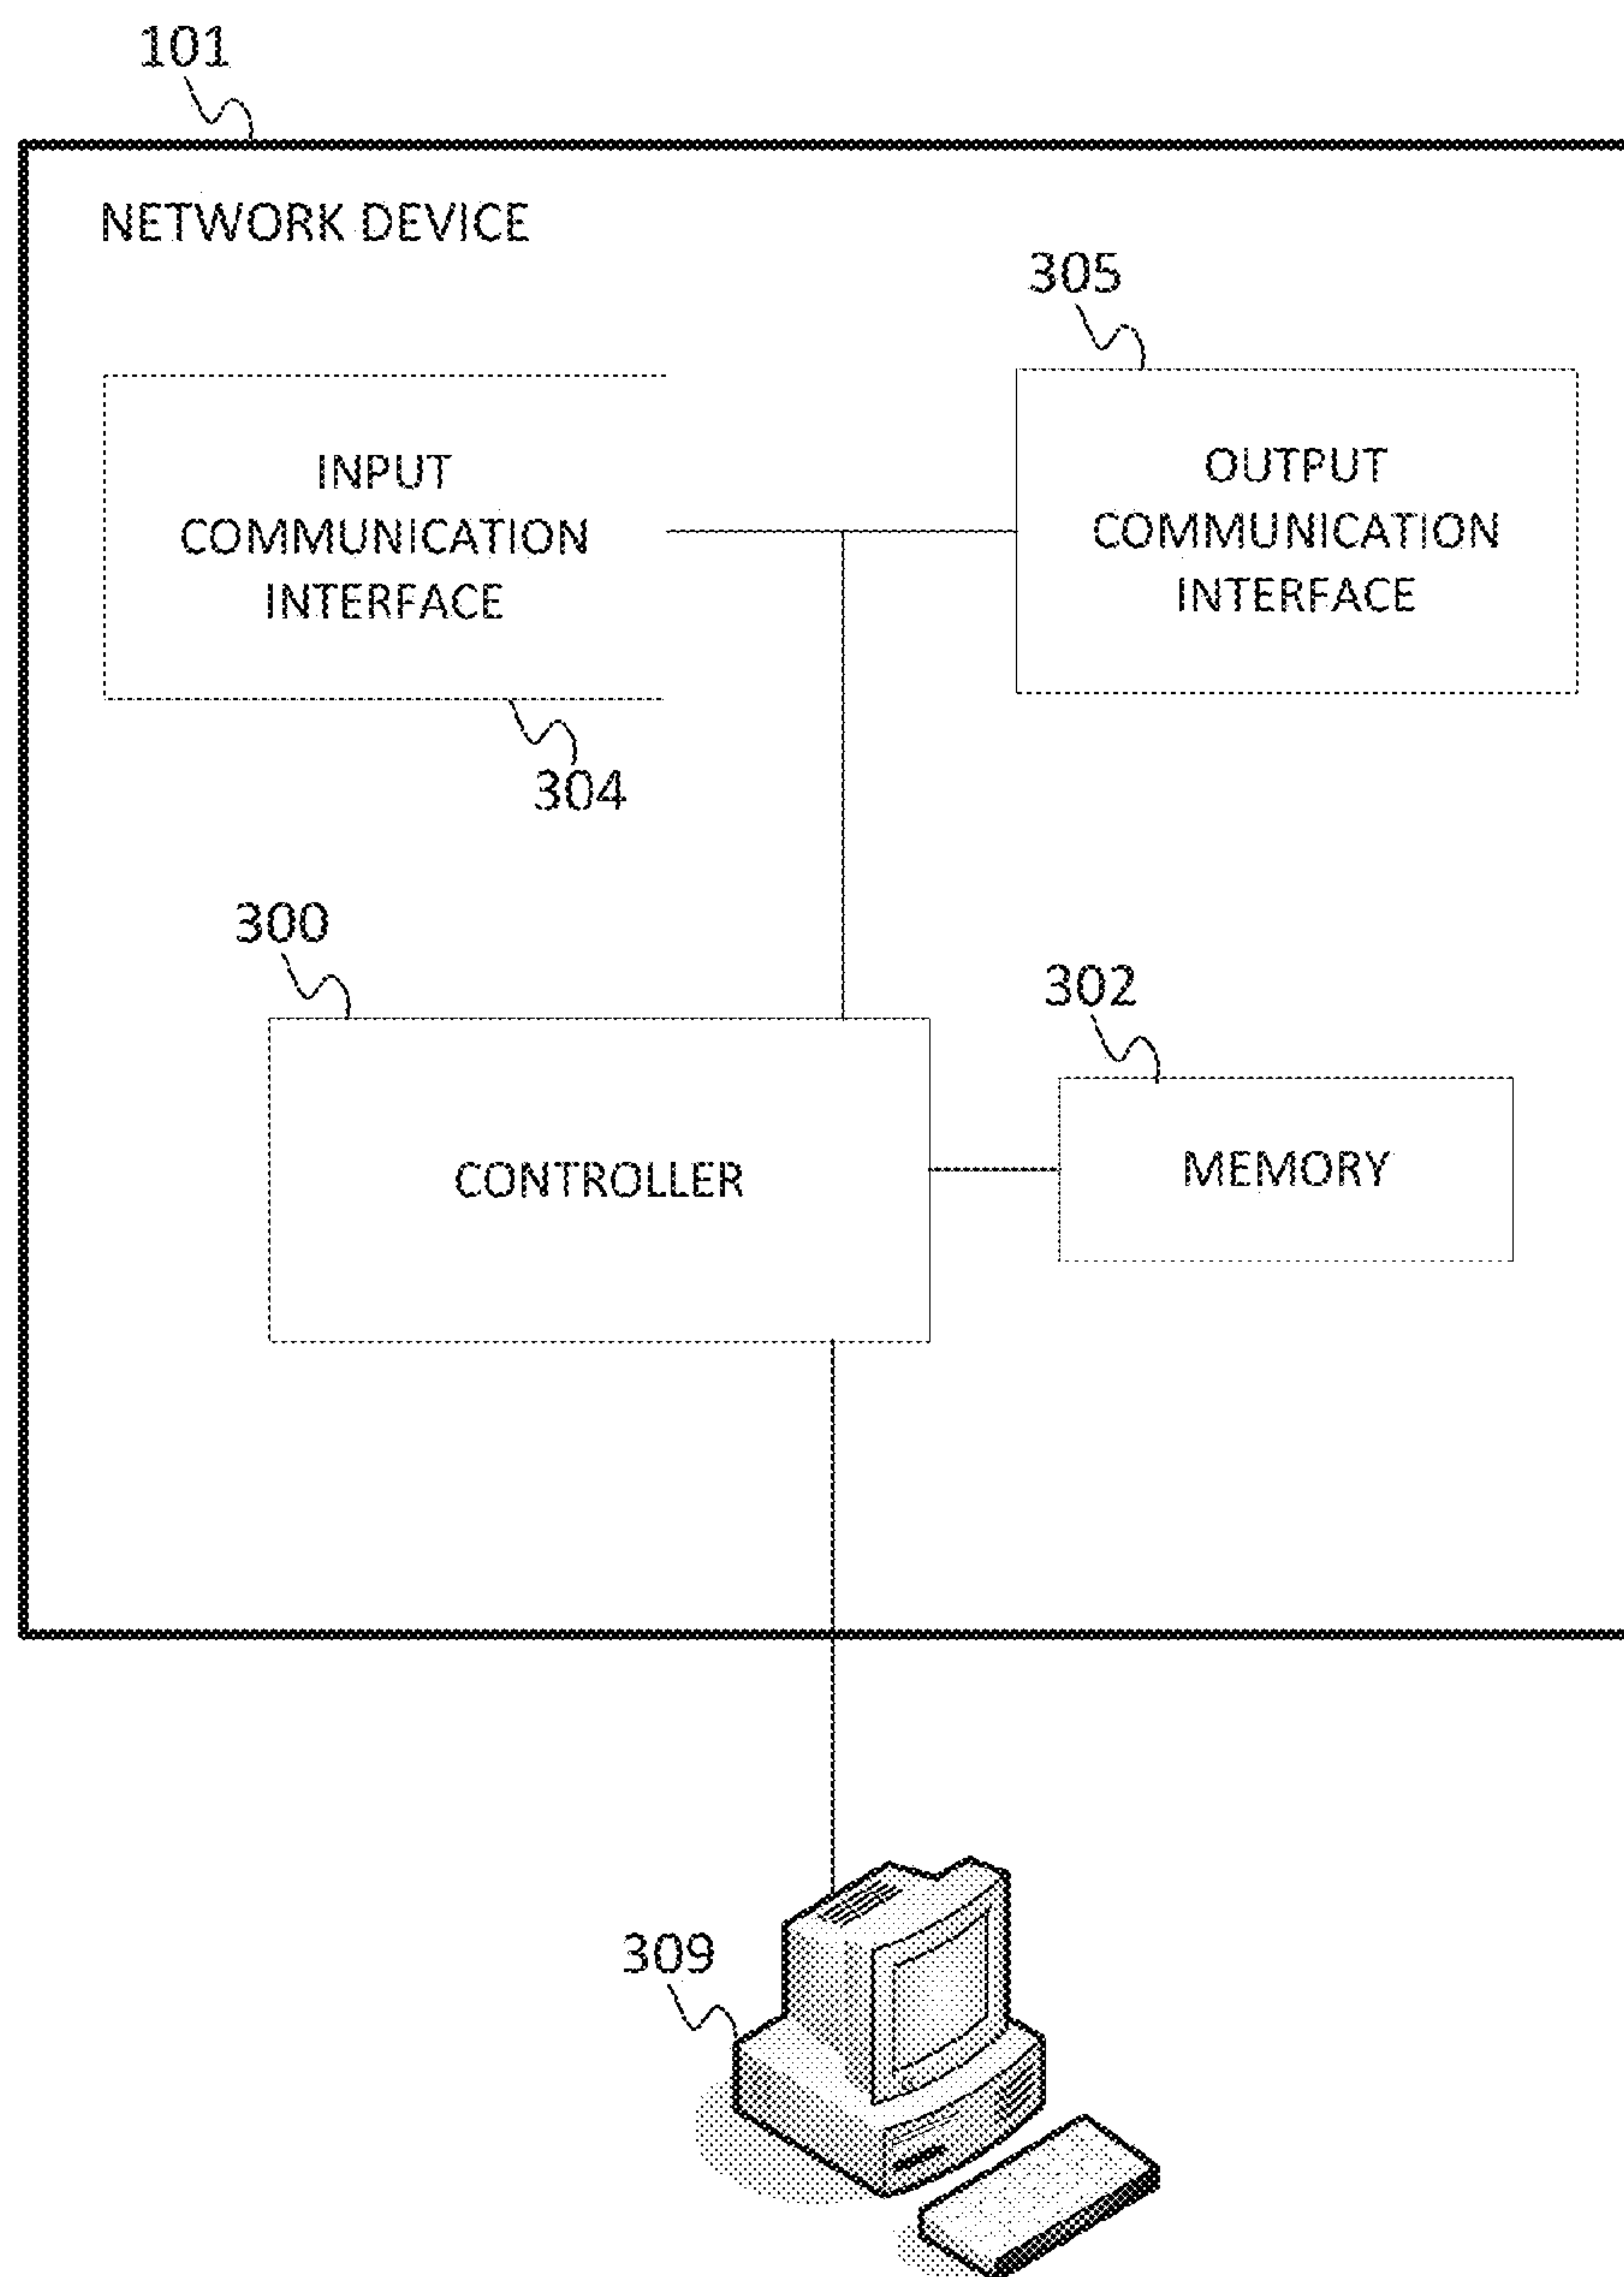 101
NETWORK DEVICE
305
INPUT
COMMUNICATION
INTERFACE
OUTPUT
COMMUNICATION
INTERFACE
304
300
302
CONTROLLER
MEMORY
309